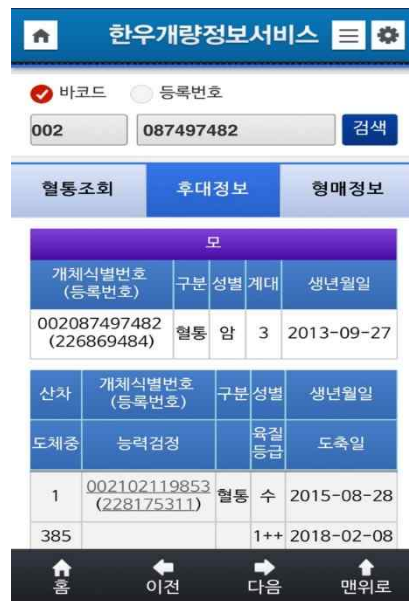 한우개량정보서비스
바코드 등록번호
002 087497482 검색
혈통조회 후대정보 형매정보
모
개체식별번호 (등록번호) 구분 성별 계대 생년월일
002087497482 (226869484) 혈통 암 3 2013-09-27
산차 개체식별번호 (등록번호) 구분 성별 생년월일
도체중 능력검정 육질등급 도축일
1 002102119853 (228175311) 혈통 수 2015-08-28
385 1++ 2018-02-08
홈 이전 다음 맨위로